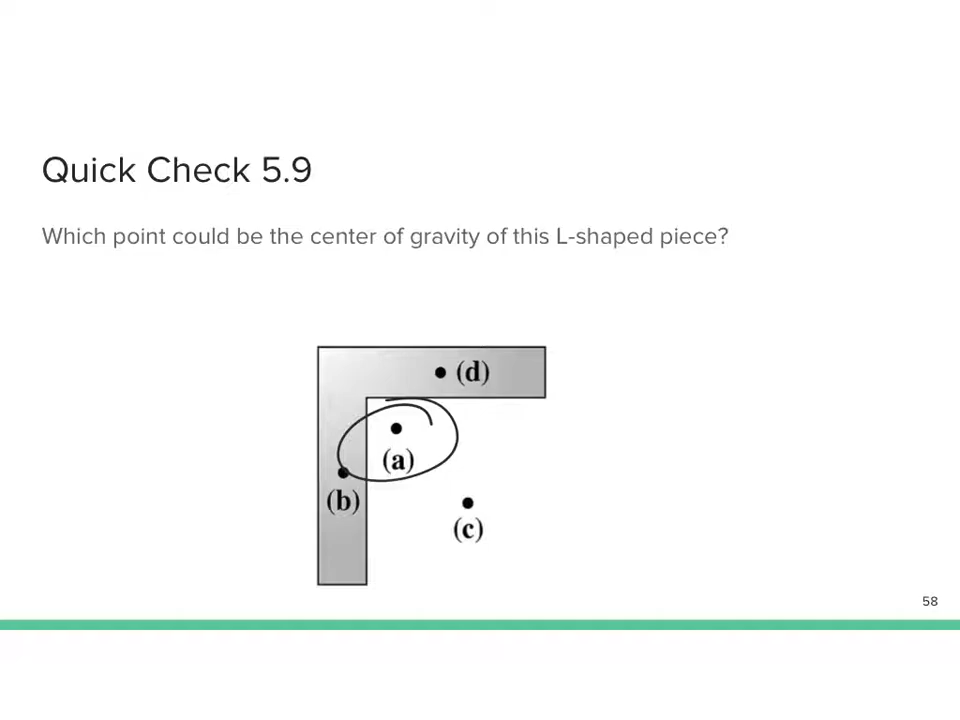 Quick Check 5.9
Which point could be the center of gravity of this L-shaped piece?
(d)
(a)
(b)
(c)
58